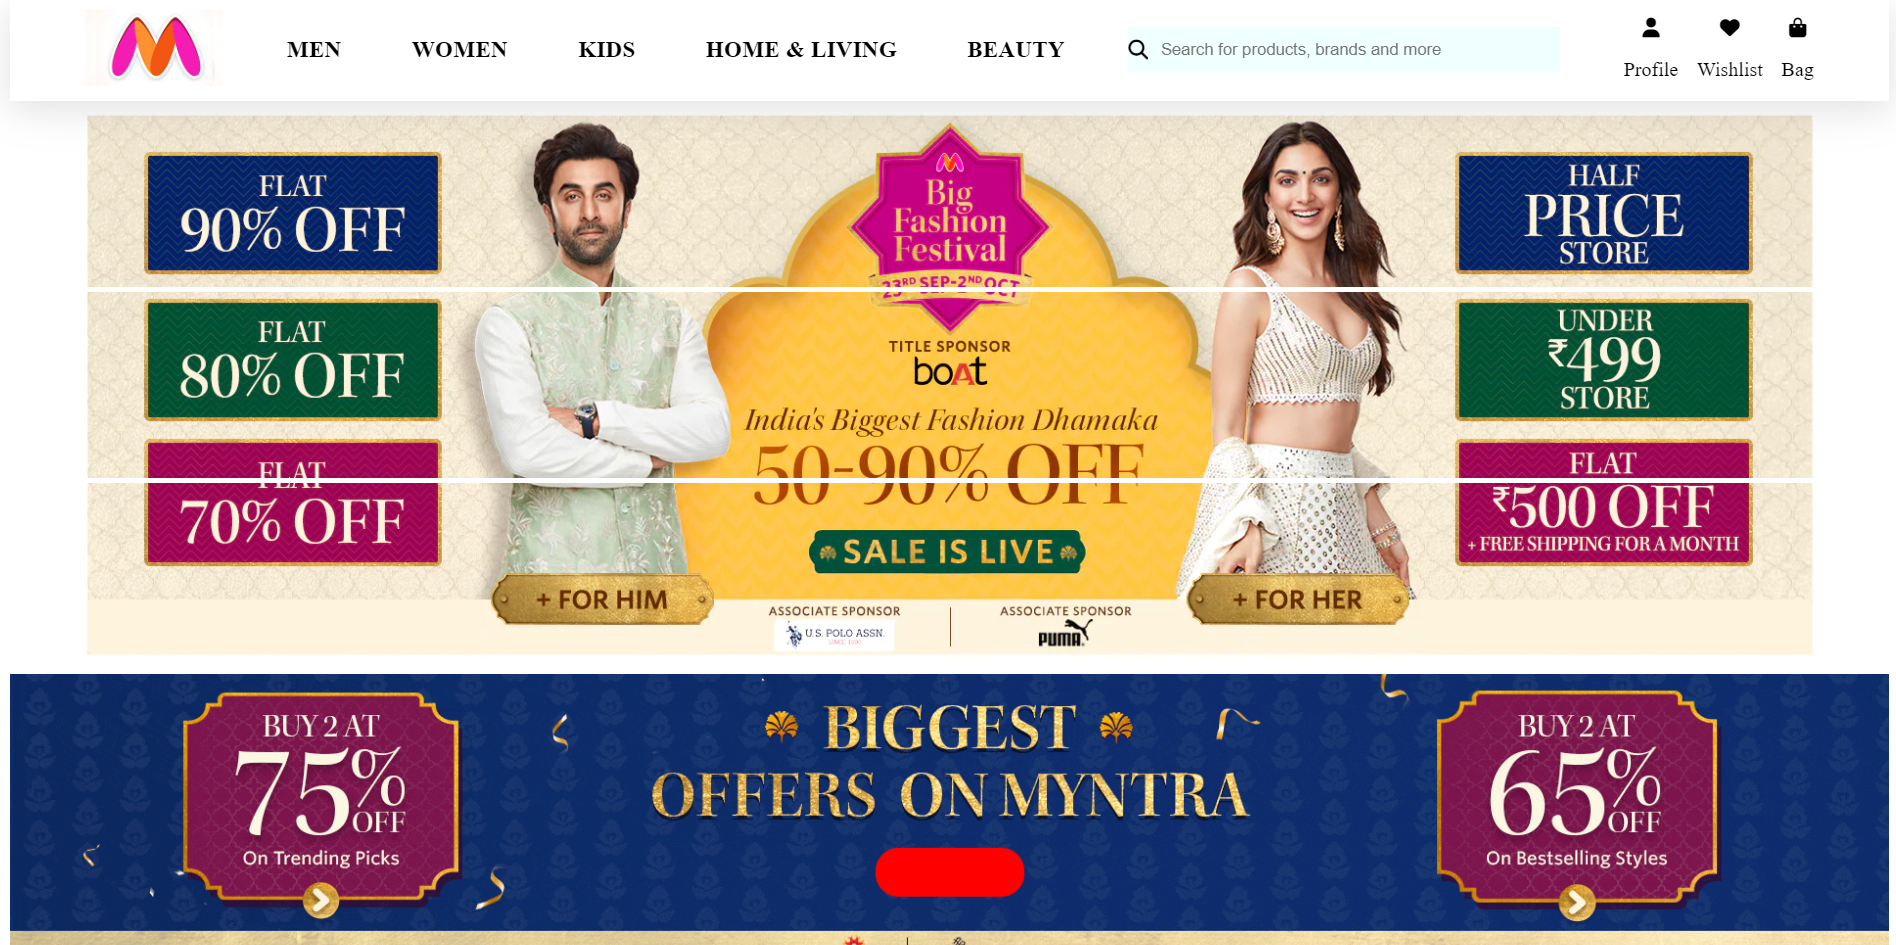 MEN WOMEN KIDS HOME & LIVING BEAUTY
Search for products, brands and more
Profile Wishlist Bag
FLAT
90% OFF
FLAT
80% OFF
FLAT
70% OFF
Big
Fashion
Festival
23RD SEP-2ND OCT
TITLE SPONSOR
boAt
India's Biggest Fashion Dhamaka
50-90% OFF
SALE IS LIVE
+ FOR HIM
+ FOR HER
ASSOCIATE SPONSOR
U.S. POLO ASSN.
SINCE 1890
ASSOCIATE SPONSOR
PUMA
HALF
PRICE
STORE
UNDER
₹499
STORE
FLAT
₹500 OFF
+ FREE SHIPPING FOR A MONTH
BUY 2 AT
75%
OFF
On Trending Picks
BIGGEST
OFFERS ON MYNTRA
BUY 2 AT
65%
OFF
On Bestselling Styles